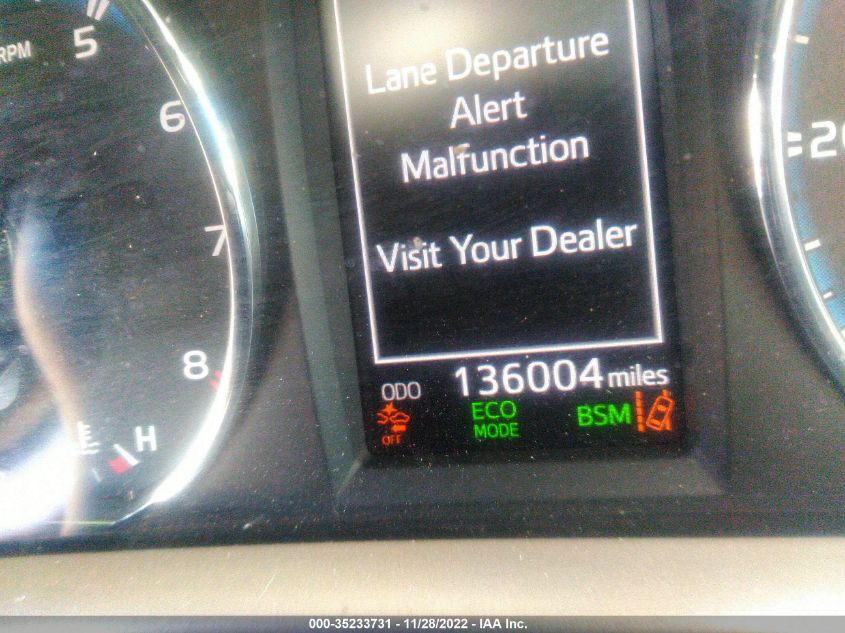 RPM
5
6
7
8
H
Lane Departure
Alert
Malfunction
Visit Your Dealer
ODO 136004 miles
OFF
ECO
MODE
BSM
20
000-35233731 - 11/28/2022 - IAA Inc.